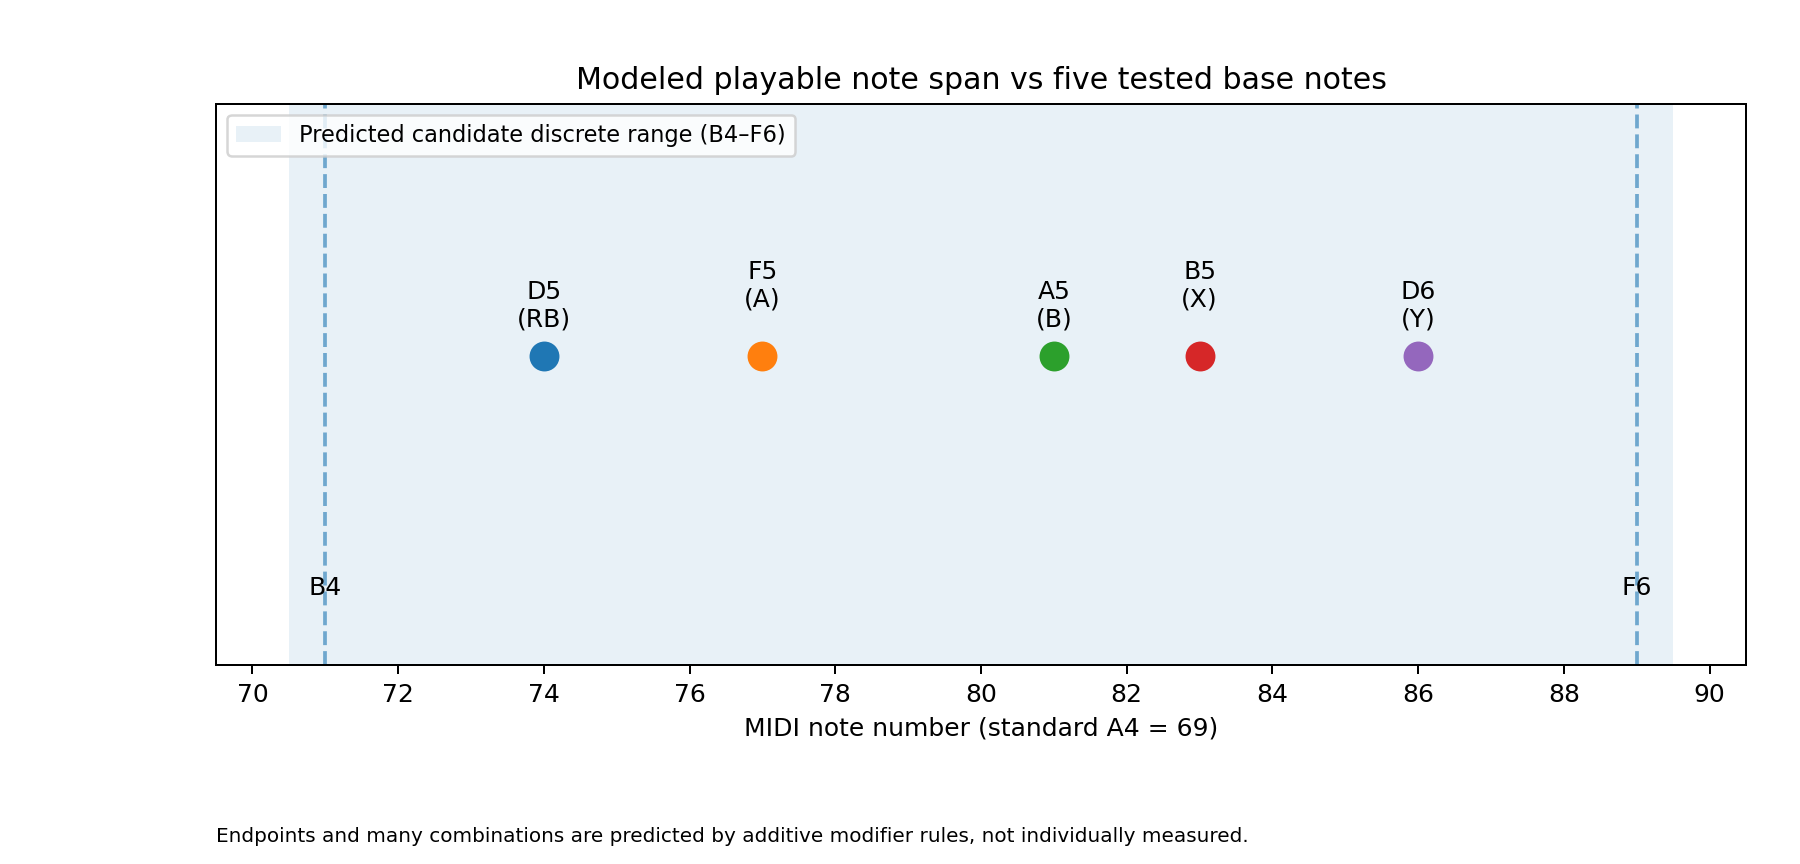 Modeled playable note span vs five tested base notes
Predicted candidate discrete range (B4–F6)
D5
(RB)
F5
(A)
A5
(B)
B5
(X)
D6
(Y)
B4
F6
70 72 74 76 78 80 82 84 86 88 90
MIDI note number (standard A4 = 69)
Endpoints and many combinations are predicted by additive modifier rules, not individually measured.